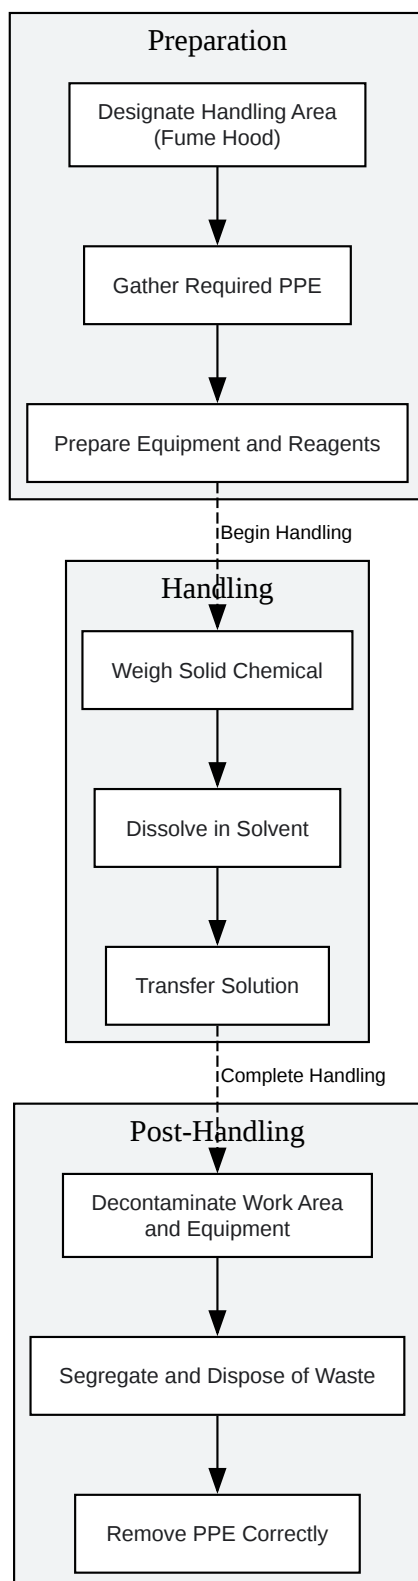 Preparation
Designate Handling Area
(Fume Hood)
Gather Required PPE
Prepare Equipment and Reagents
Begin Handling
Handling
Weigh Solid Chemical
Dissolve in Solvent
Transfer Solution
Complete Handling
Post-Handling
Decontaminate Work Area
and Equipment
Segregate and Dispose of Waste
Remove PPE Correctly